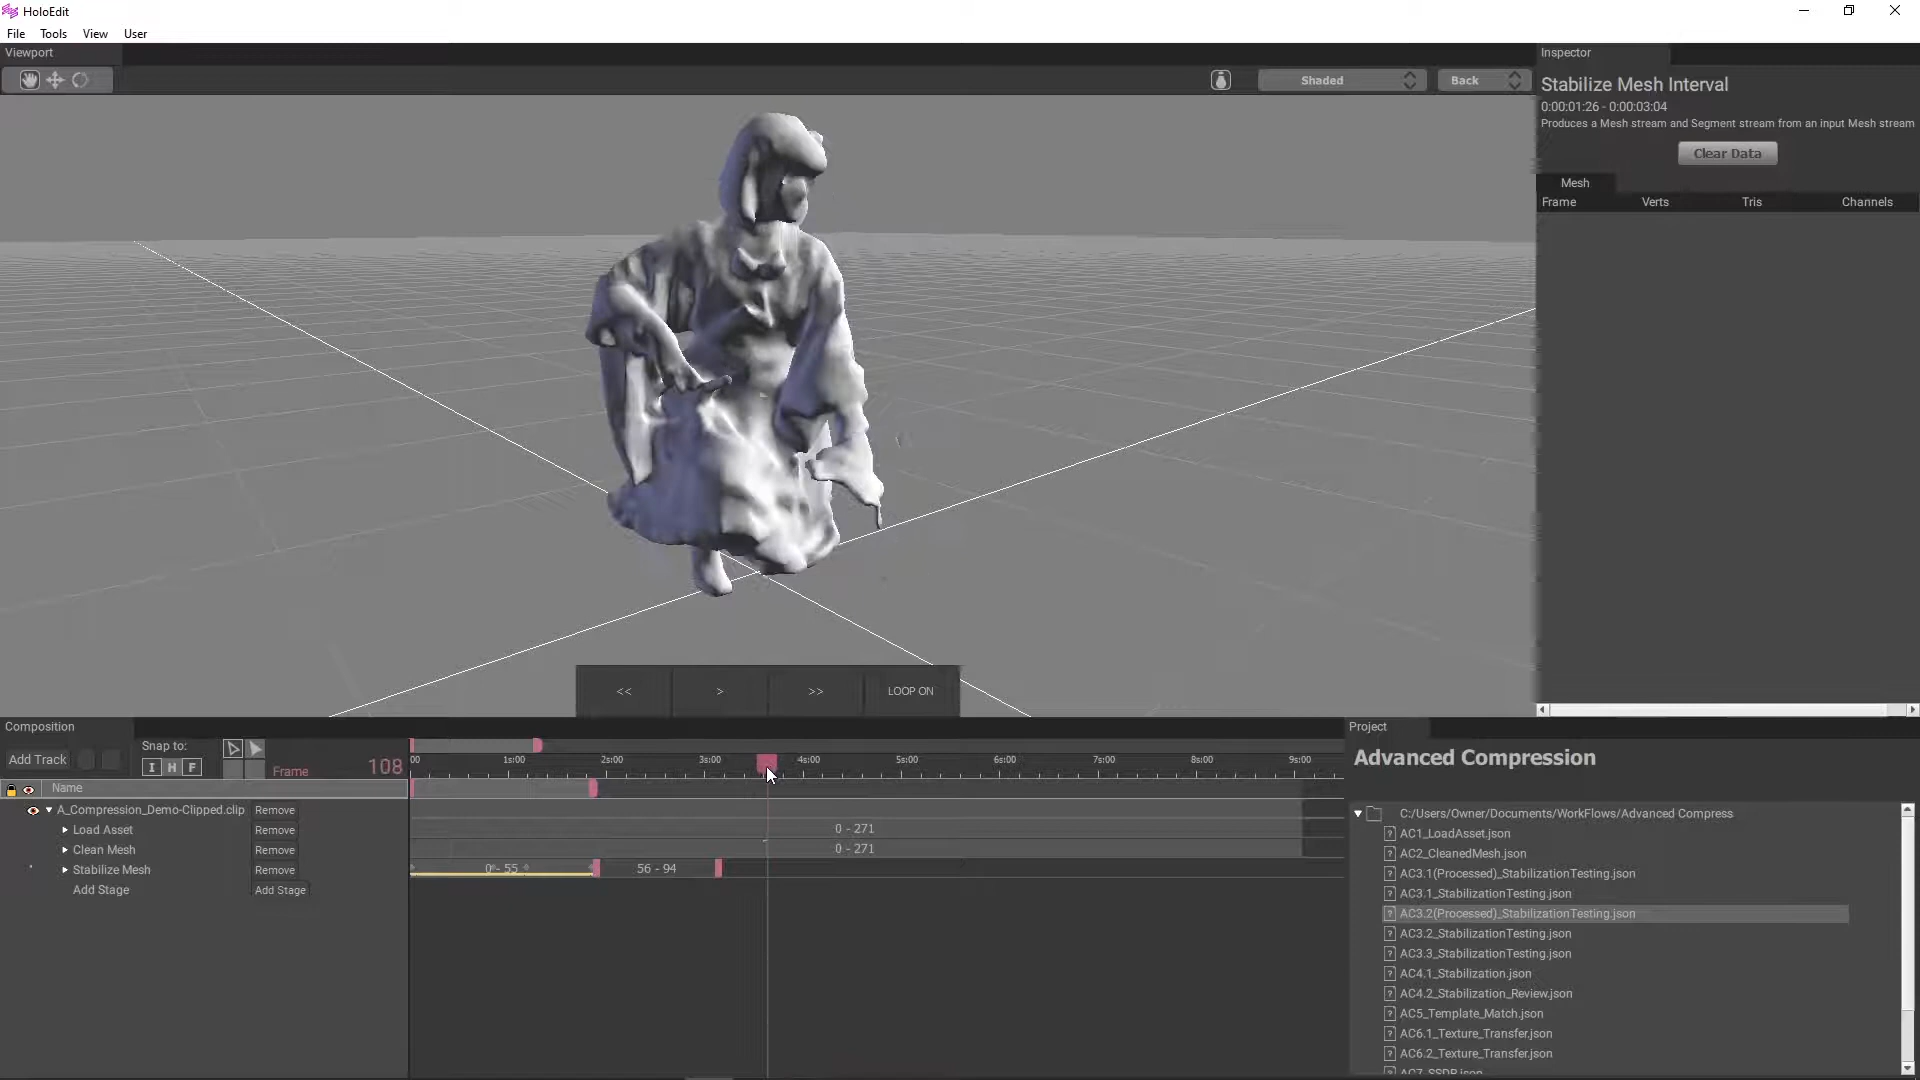 HoloEdit
File Tools View User
Viewport
Shaded
Back
Inspector
Stabilize Mesh Interval
0:00:01:26 - 0:00:03:04
Produces a Mesh stream and Segment stream from an input Mesh stream
Clear Data
Mesh
Frame Verts Tris Channels
<< > >> LOOP ON
Composition
Add Track
Snap to:
I H F
Frame 108
00 1s:00 2s:00 3s:00 4s:00 5s:00 6s:00 7s:00 8s:00 9s:00
Name
A_Compression_Demo-Clipped.clip Remove
Load Asset Remove 0 - 271
Clean Mesh Remove 0 - 271
Stabilize Mesh Remove 0 - 55 56 - 94
Add Stage Add Stage
Project
Advanced Compression
C:/Users/Owner/Documents/WorkFlows/Advanced Compress
AC1_LoadAsset.json
AC2_CleanedMesh.json
AC3.1(Processed)_StabilizationTesting.json
AC3.1_StabilizationTesting.json
AC3.2(Processed)_StabilizationTesting.json
AC3.2_StabilizationTesting.json
AC3.3_StabilizationTesting.json
AC4.1_Stabilization.json
AC4.2_Stabilization_Review.json
AC5_Template_Match.json
AC6.1_Texture_Transfer.json
AC6.2_Texture_Transfer.json